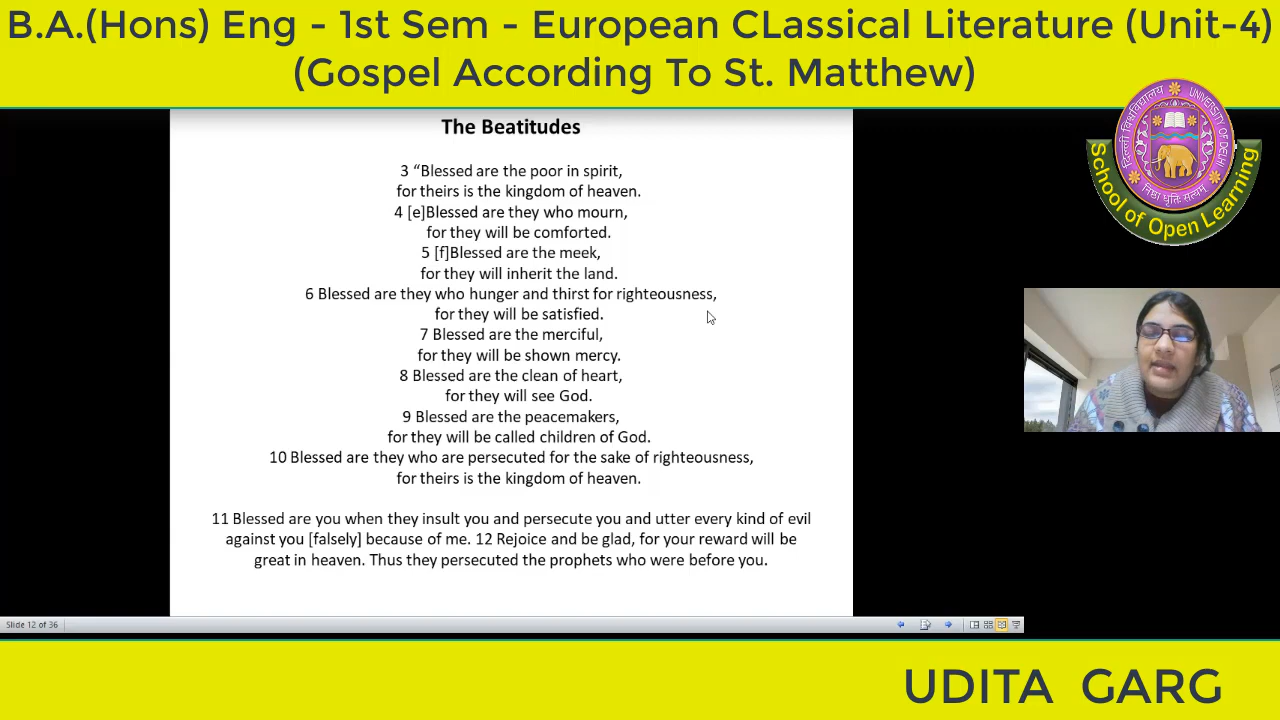 B.A.(Hons) Eng - 1st Sem - European CLassical Literature (Unit-4)
(Gospel According To St. Matthew)
The Beatitudes
3 “Blessed are the poor in spirit,
for theirs is the kingdom of heaven.
4 [e]Blessed are they who mourn,
for they will be comforted.
5 [f]Blessed are the meek,
for they will inherit the land.
6 Blessed are they who hunger and thirst for righteousness,
for they will be satisfied.
7 Blessed are the merciful,
for they will be shown mercy.
8 Blessed are the clean of heart,
for they will see God.
9 Blessed are the peacemakers,
for they will be called children of God.
10 Blessed are they who are persecuted for the sake of righteousness,
for theirs is the kingdom of heaven.
11 Blessed are you when they insult you and persecute you and utter every kind of evil
against you [falsely] because of me. 12 Rejoice and be glad, for your reward will be
great in heaven. Thus they persecuted the prophets who were before you.
Slide 12 of 36
दिल्ली विश्वविद्यालय
UNIVERSITY OF DELHI
निष्ठा धृतिः सत्यम्
School of Open Learning
UDITA GARG